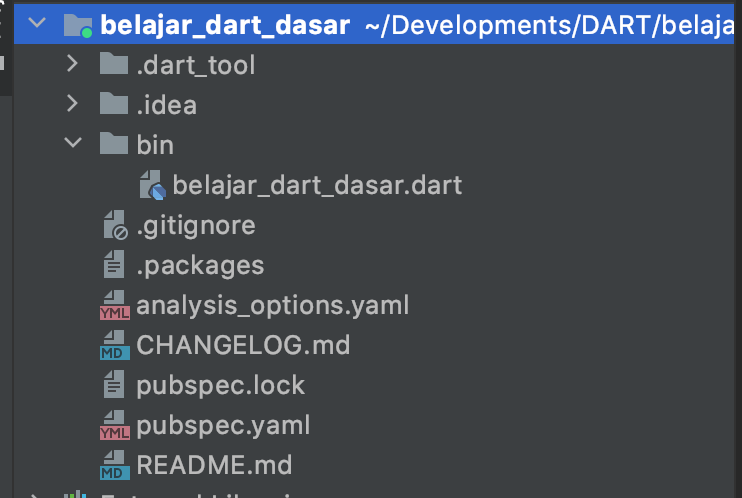 belajar_dart_dasar ~/Developments/DART/belaja
.dart_tool
.idea
bin
belajar_dart_dasar.dart
.gitignore
.packages
YML analysis_options.yaml
MD CHANGELOG.md
pubspec.lock
YML pubspec.yaml
MD README.md